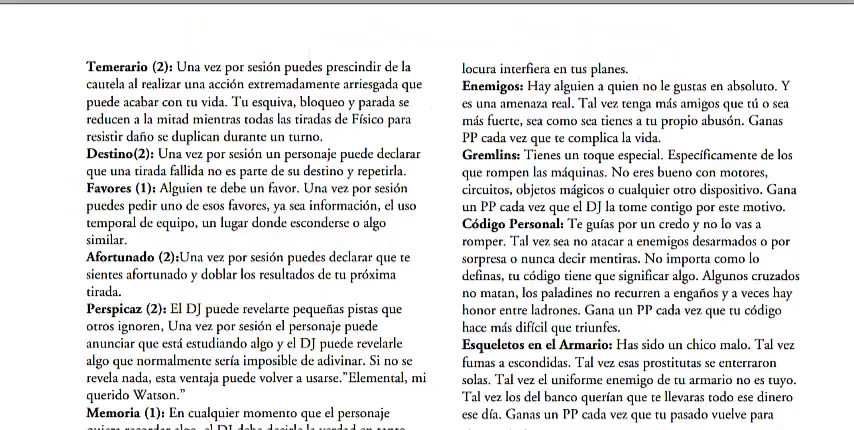 Temerario (2): Una vez por sesión puedes prescindir de la
cautela al realizar una acción extremadamente arriesgada que
puede acabar con tu vida. Tu esquiva, bloqueo y parada se
reducen a la mitad mientras todas las tiradas de Físico para
resistir daño se duplican durante un turno.
Destino(2): Una vez por sesión un personaje puede declarar
que una tirada fallida no es parte de su destino y repetirla.
Favores (1): Alguien te debe un favor. Una vez por sesión
puedes pedir uno de esos favores, ya sea información, el uso
temporal de equipo, un lugar donde esconderse o algo
similar.
Afortunado (2):Una vez por sesión puedes declarar que te
sientes afortunado y doblar los resultados de tu próxima
tirada.
Perspicaz (2): El DJ puede revelarte pequeñas pistas que
otros ignoren, Una vez por sesión el personaje puede
anunciar que está estudiando algo y el DJ puede revelarle
algo que normalmente sería imposible de adivinar. Si no se
revela nada, esta ventaja puede volver a usarse."Elemental, mi
querido Watson."
Memoria (1): En cualquier momento que el personaje
locura interfiera en tus planes.
Enemigos: Hay alguien a quien no le gustas en absoluto. Y
es una amenaza real. Tal vez tenga más amigos que tú o sea
más fuerte, sea como sea tienes a tu propio abusón. Ganas
PP cada vez que te complica la vida.
Gremlins: Tienes un toque especial. Específicamente de los
que rompen las máquinas. No eres bueno con motores,
circuitos, objetos mágicos o cualquier otro dispositivo. Gana
un PP cada vez que el DJ la tome contigo por este motivo.
Código Personal: Te guías por un credo y no lo vas a
romper. Tal vez sea no atacar a enemigos desarmados o por
sorpresa o nunca decir mentiras. No importa como lo
definas, tu código tiene que significar algo. Algunos cruzados
no matan, los paladines no recurren a engaños y a veces hay
honor entre ladrones. Gana un PP cada vez que tu código
hace más difícil que triunfes.
Esqueletos en el Armario: Has sido un chico malo. Tal vez
fumas a escondidas. Tal vez esas prostitutas se enterraron
solas. Tal vez el uniforme enemigo de tu armario no es tuyo.
Tal vez los del banco querían que te llevaras todo ese dinero
ese día. Ganas un PP cada vez que tu pasado vuelve para